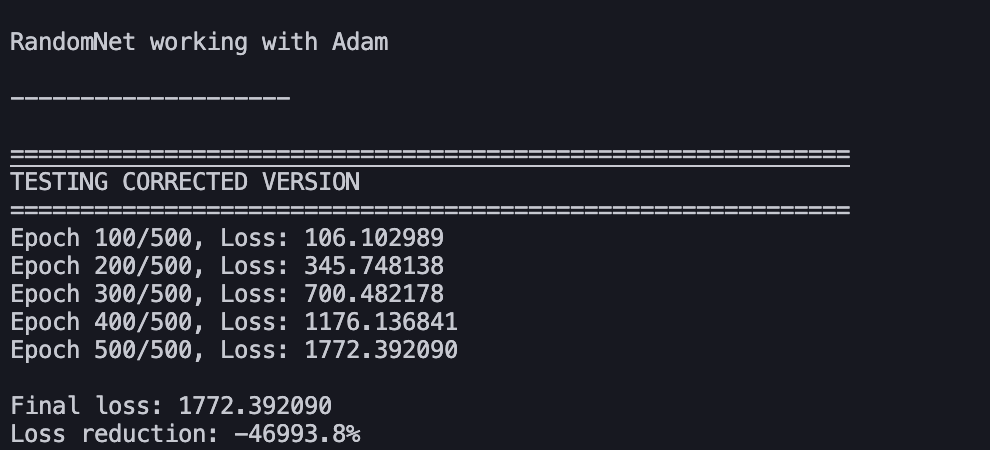 RandomNet working with Adam
--------------------
============================================================
TESTING CORRECTED VERSION
============================================================
Epoch 100/500, Loss: 106.102989
Epoch 200/500, Loss: 345.748138
Epoch 300/500, Loss: 700.482178
Epoch 400/500, Loss: 1176.136841
Epoch 500/500, Loss: 1772.392090
Final loss: 1772.392090
Loss reduction: -46993.8%